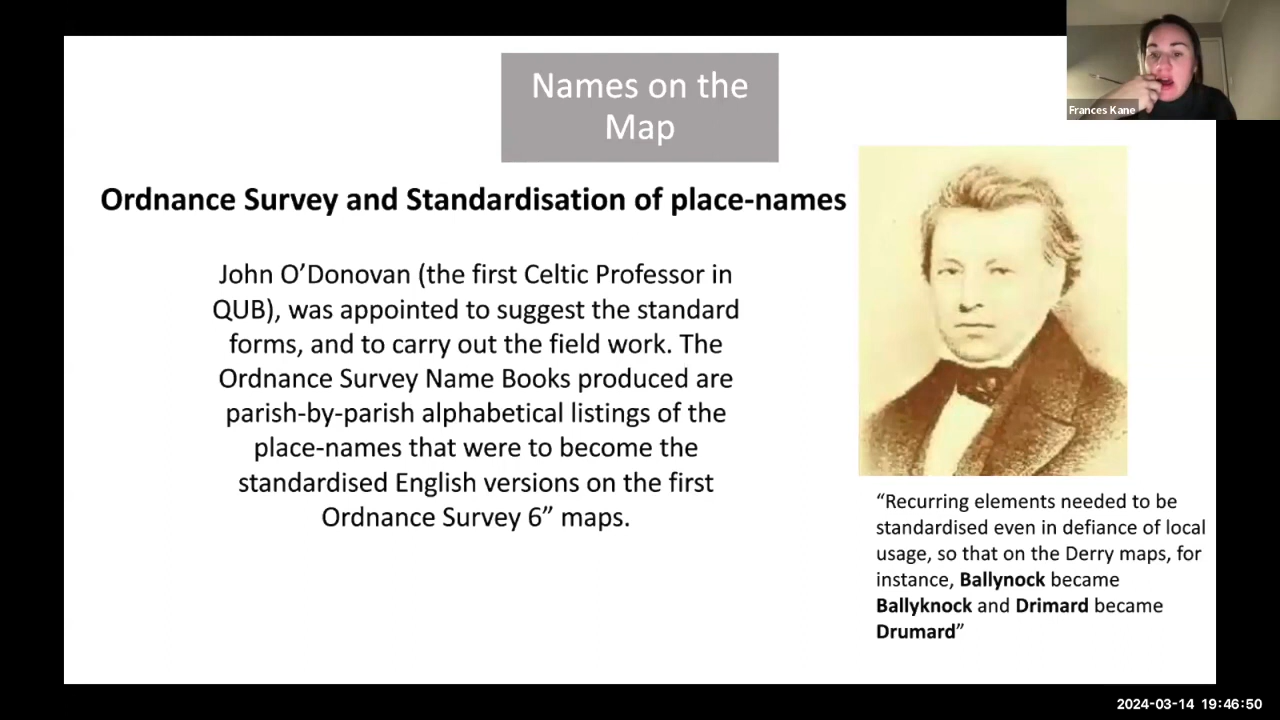 Names on the
Map
Frances Kane
Ordnance Survey and Standardisation of place-names
John O’Donovan (the first Celtic Professor in
QUB), was appointed to suggest the standard
forms, and to carry out the field work. The
Ordnance Survey Name Books produced are
parish-by-parish alphabetical listings of the
place-names that were to become the
standardised English versions on the first
Ordnance Survey 6” maps.
“Recurring elements needed to be
standardised even in defiance of local
usage, so that on the Derry maps, for
instance, Ballynock became
Ballyknock and Drimard became
Drumard”
2024-03-14 19:46:50